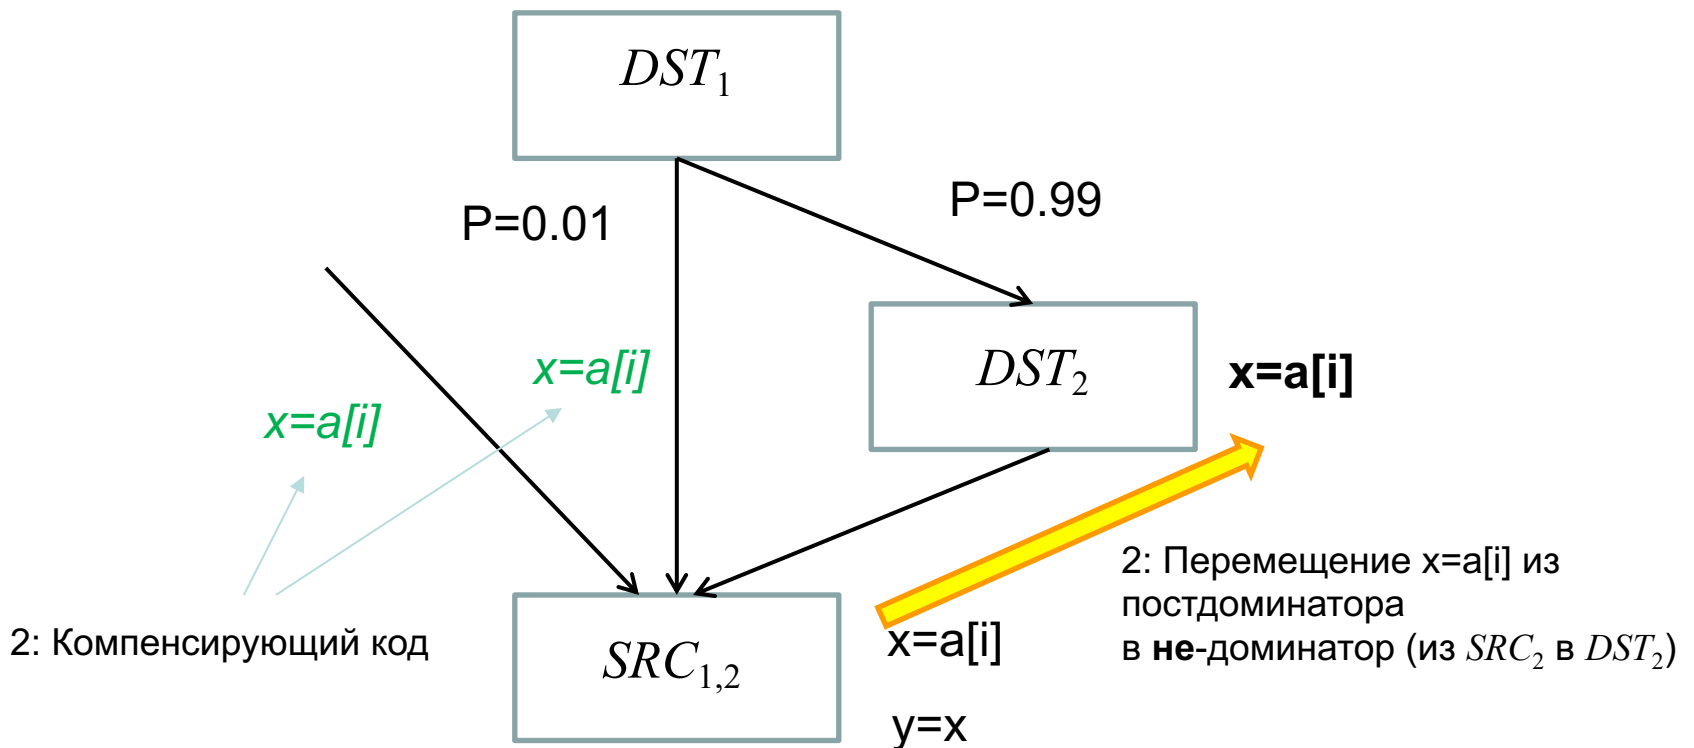 DST₁
P=0.01
P=0.99
x=a[i]
x=a[i]
DST₂
x=a[i]
2: Компенсирующий код
SRC₁,₂
x=a[i]
y=x
2: Перемещение x=a[i] из
постдоминатора
в не-доминатор (из SRC₂ в DST₂)